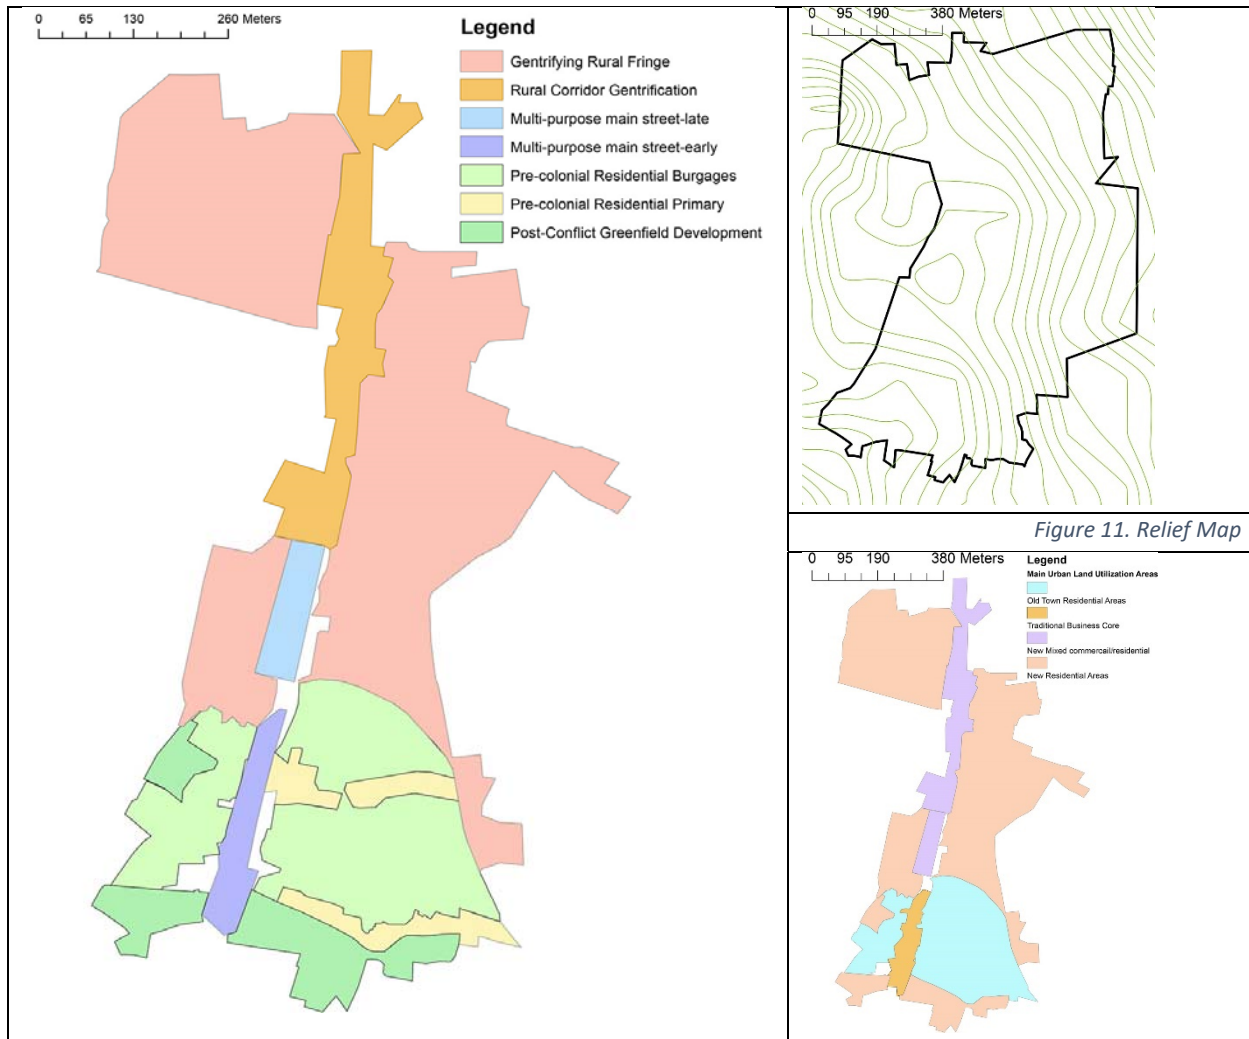 0 65 130 260 Meters
Legend
Gentrifying Rural Fringe
Rural Corridor Gentrification
Multi-purpose main street-late
Multi-purpose main street-early
Pre-colonial Residential Burgages
Pre-colonial Residential Primary
Post-Conflict Greenfield Development
0 95 190 380 Meters
Figure 11. Relief Map
0 95 190 380 Meters
Legend
Main Urban Land Utilization Areas
Old Town Residential Areas
Traditional Business Core
New Mixed commercail/residential
New Residential Areas